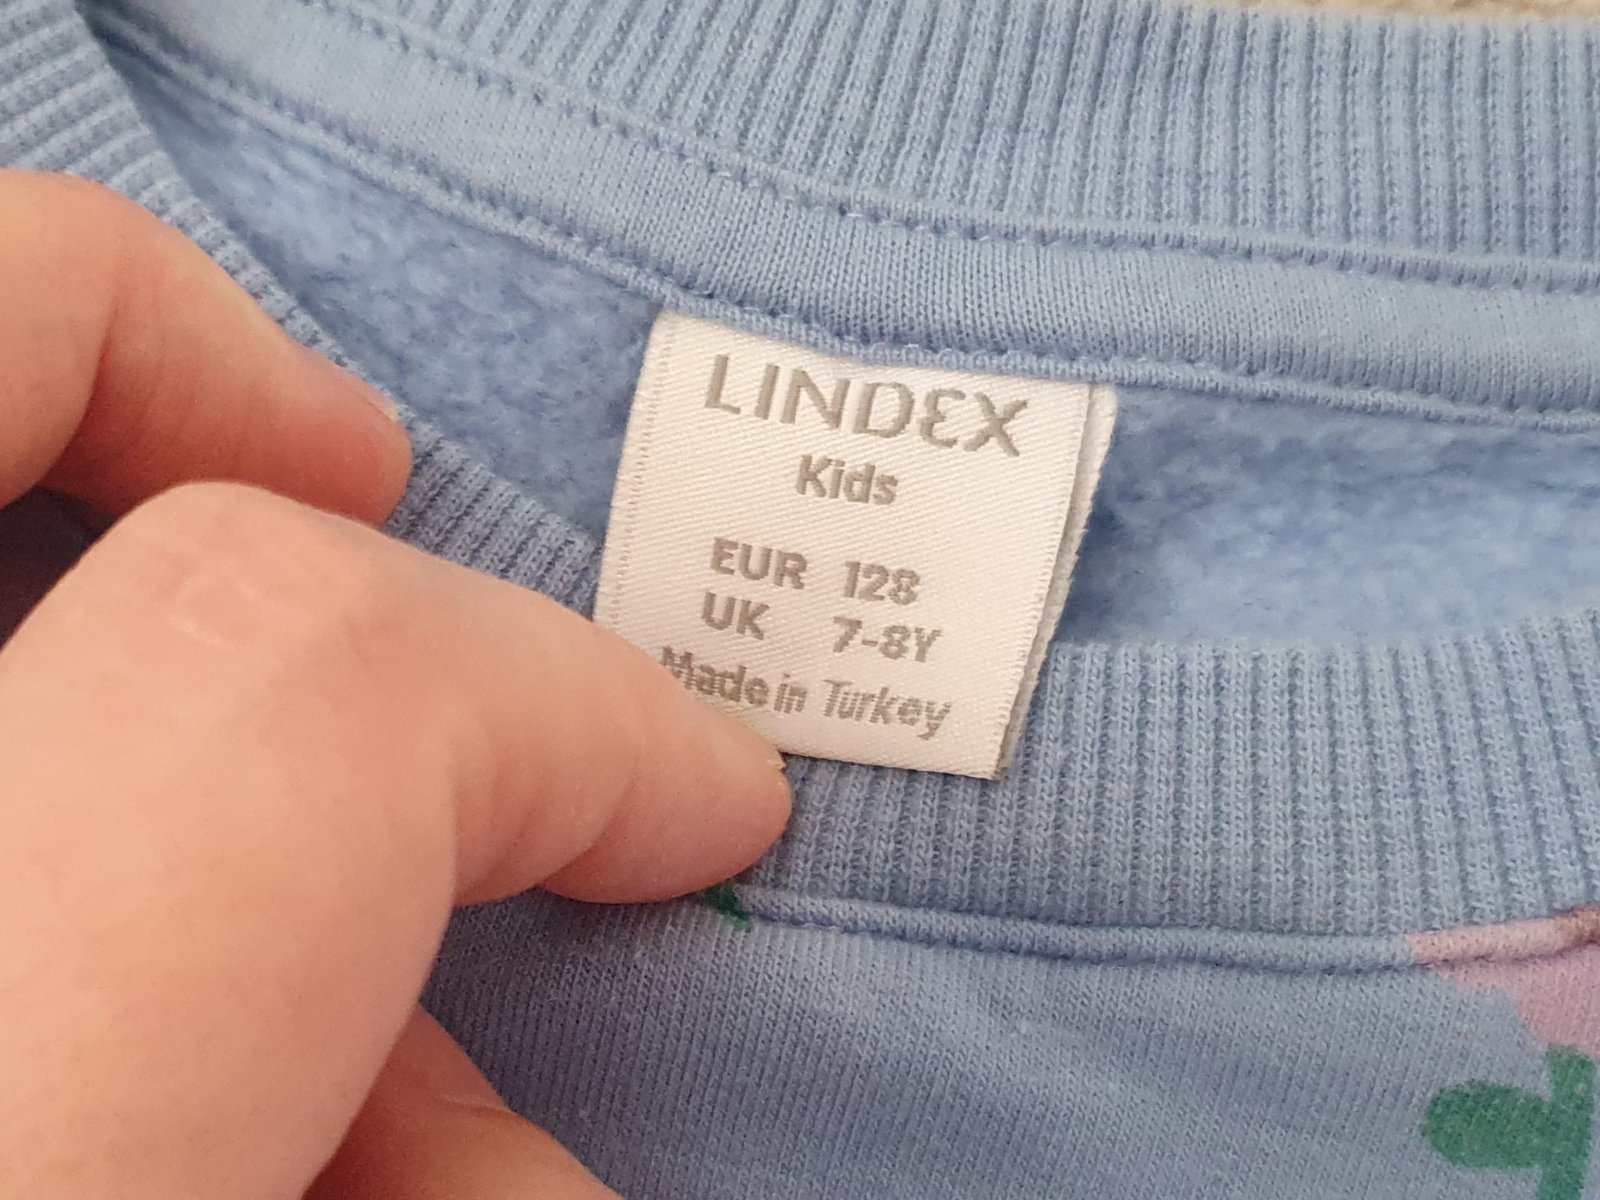 LINDEX
Kids
EUR 128
UK 7-8Y
Made in Turkey